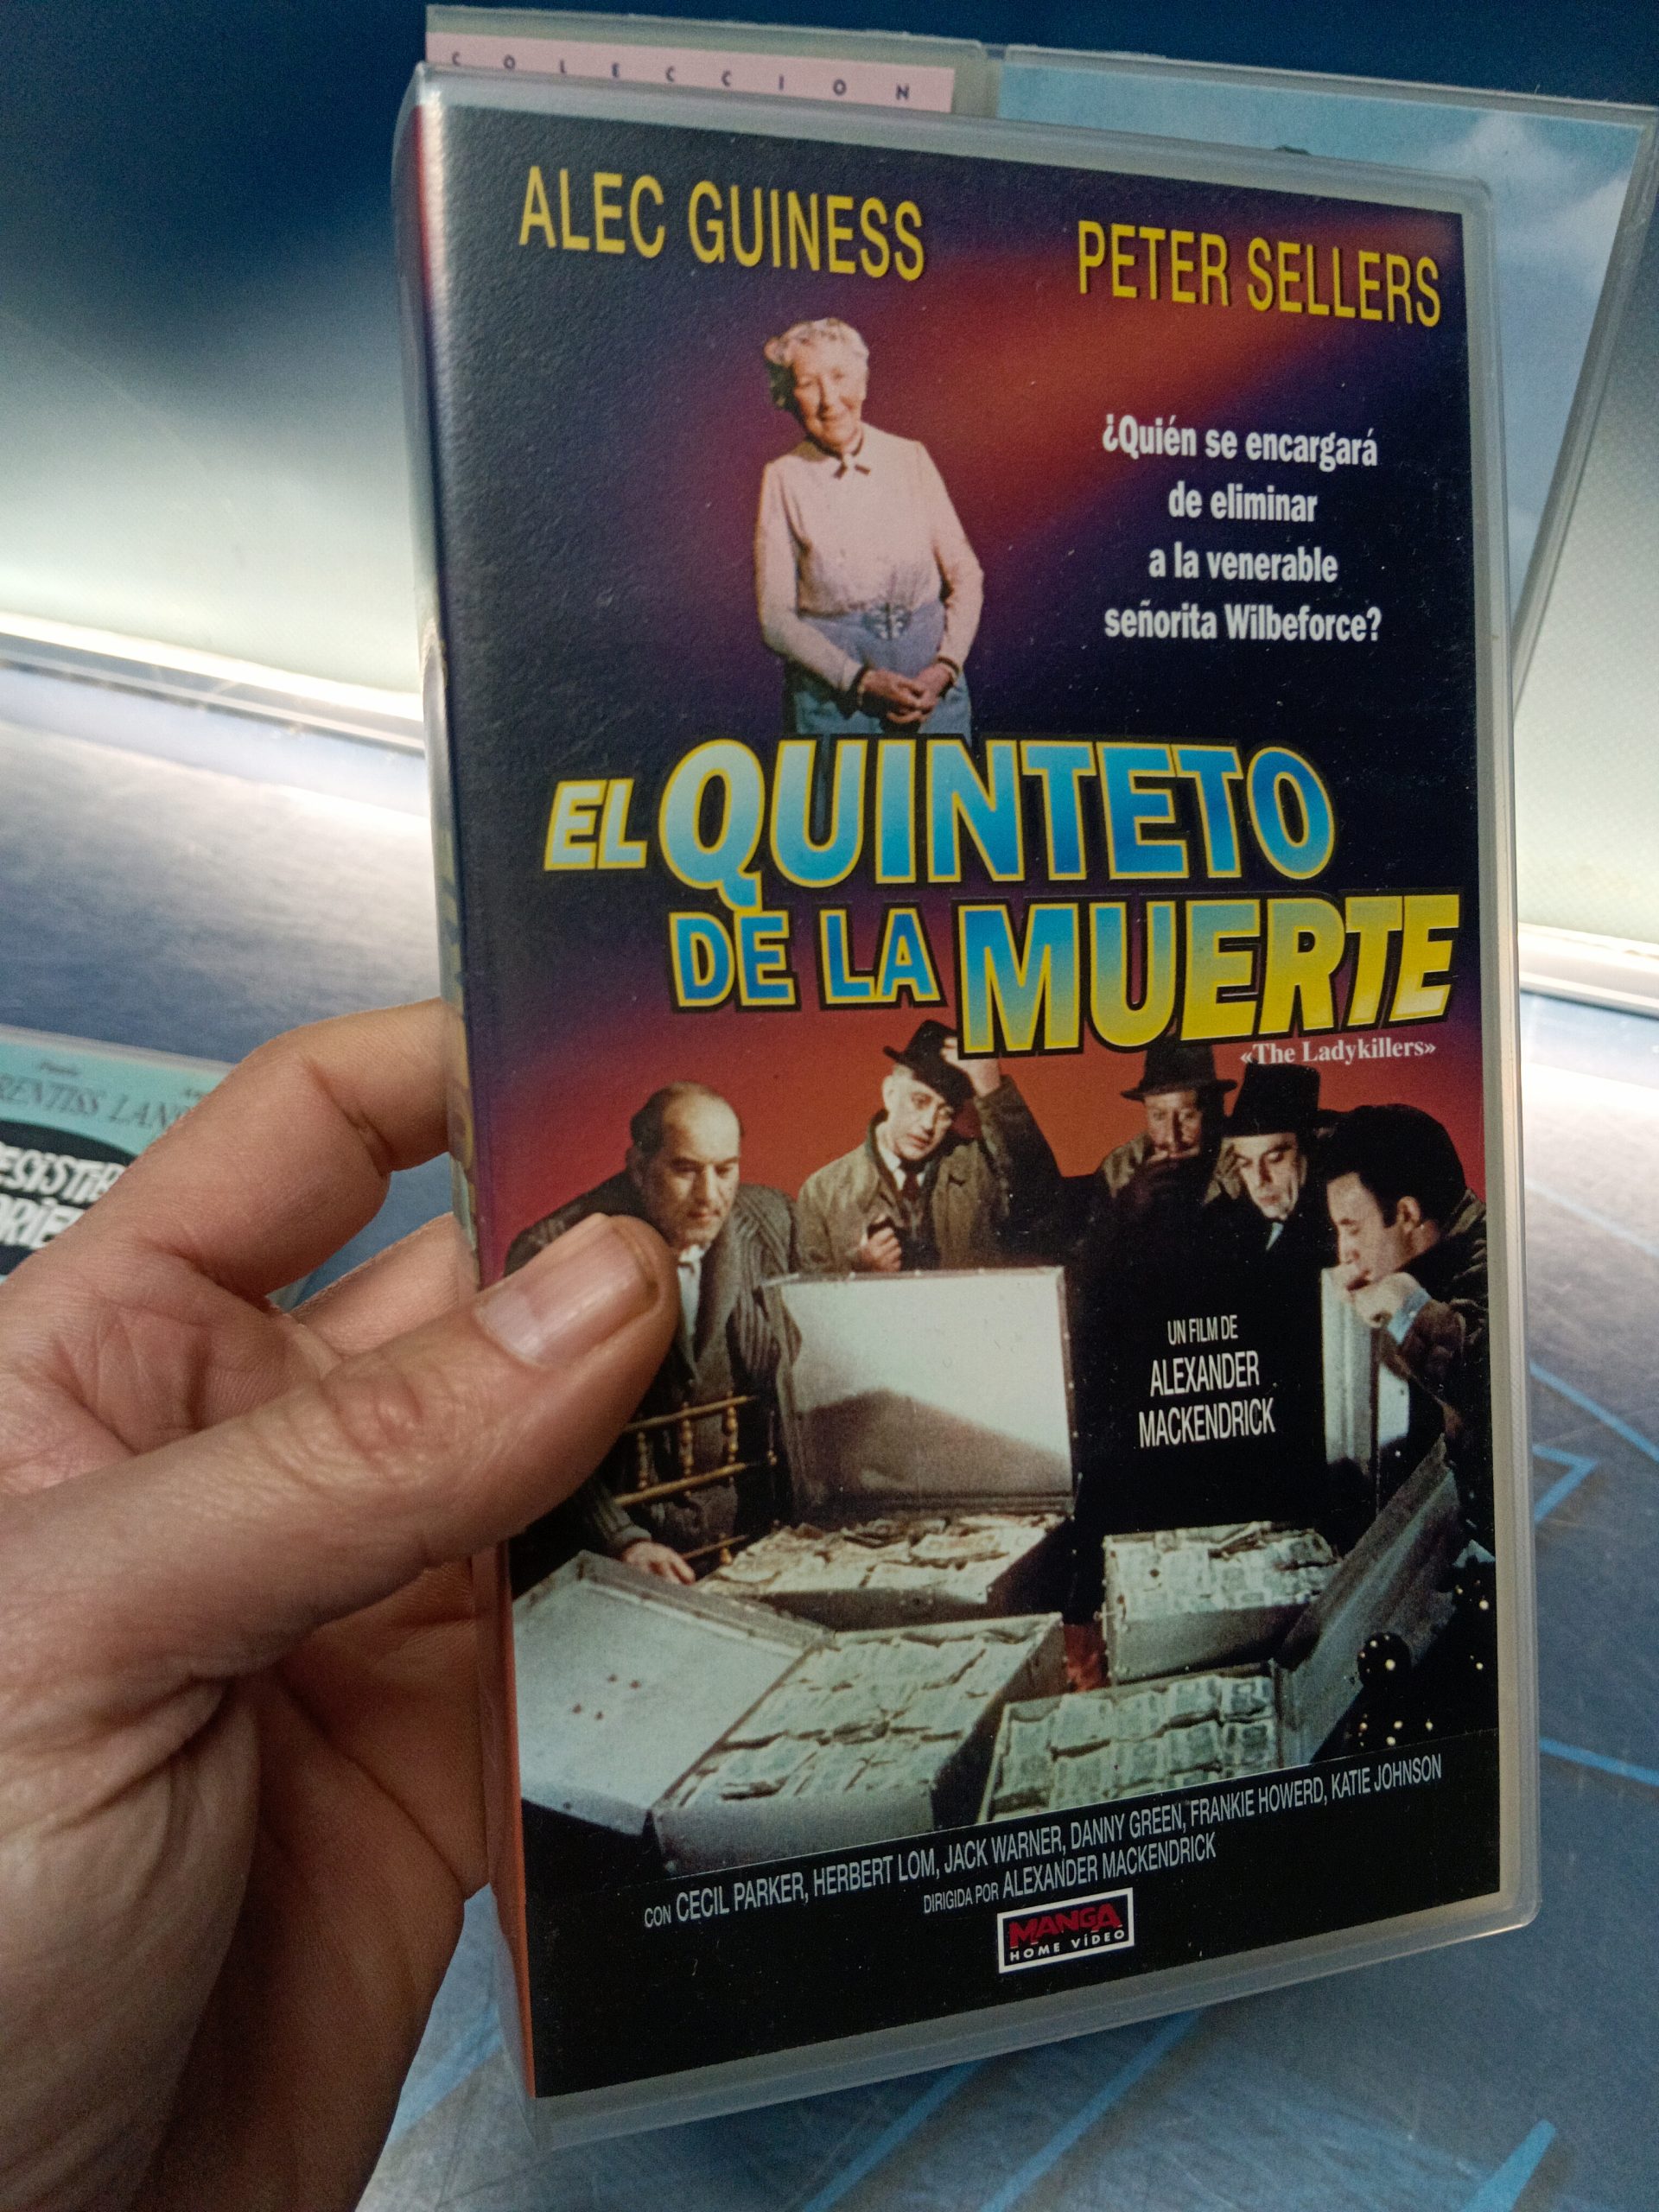 COLECCION
ALEC GUINESS
PETER SELLERS
¿Quién se encargará
de eliminar
a la venerable
señorita Wilbeforce?
EL QUINTETO
DE LA MUERTE
«The Ladykillers»
UN FILM DE
ALEXANDER
MACKENDRICK
CON CECIL PARKER, HERBERT LOM, JACK WARNER, DANNY GREEN, FRANKIE HOWERD, KATIE JOHNSON
DIRIGIDA POR ALEXANDER MACKENDRICK
MANGA
HOME VÍDEO